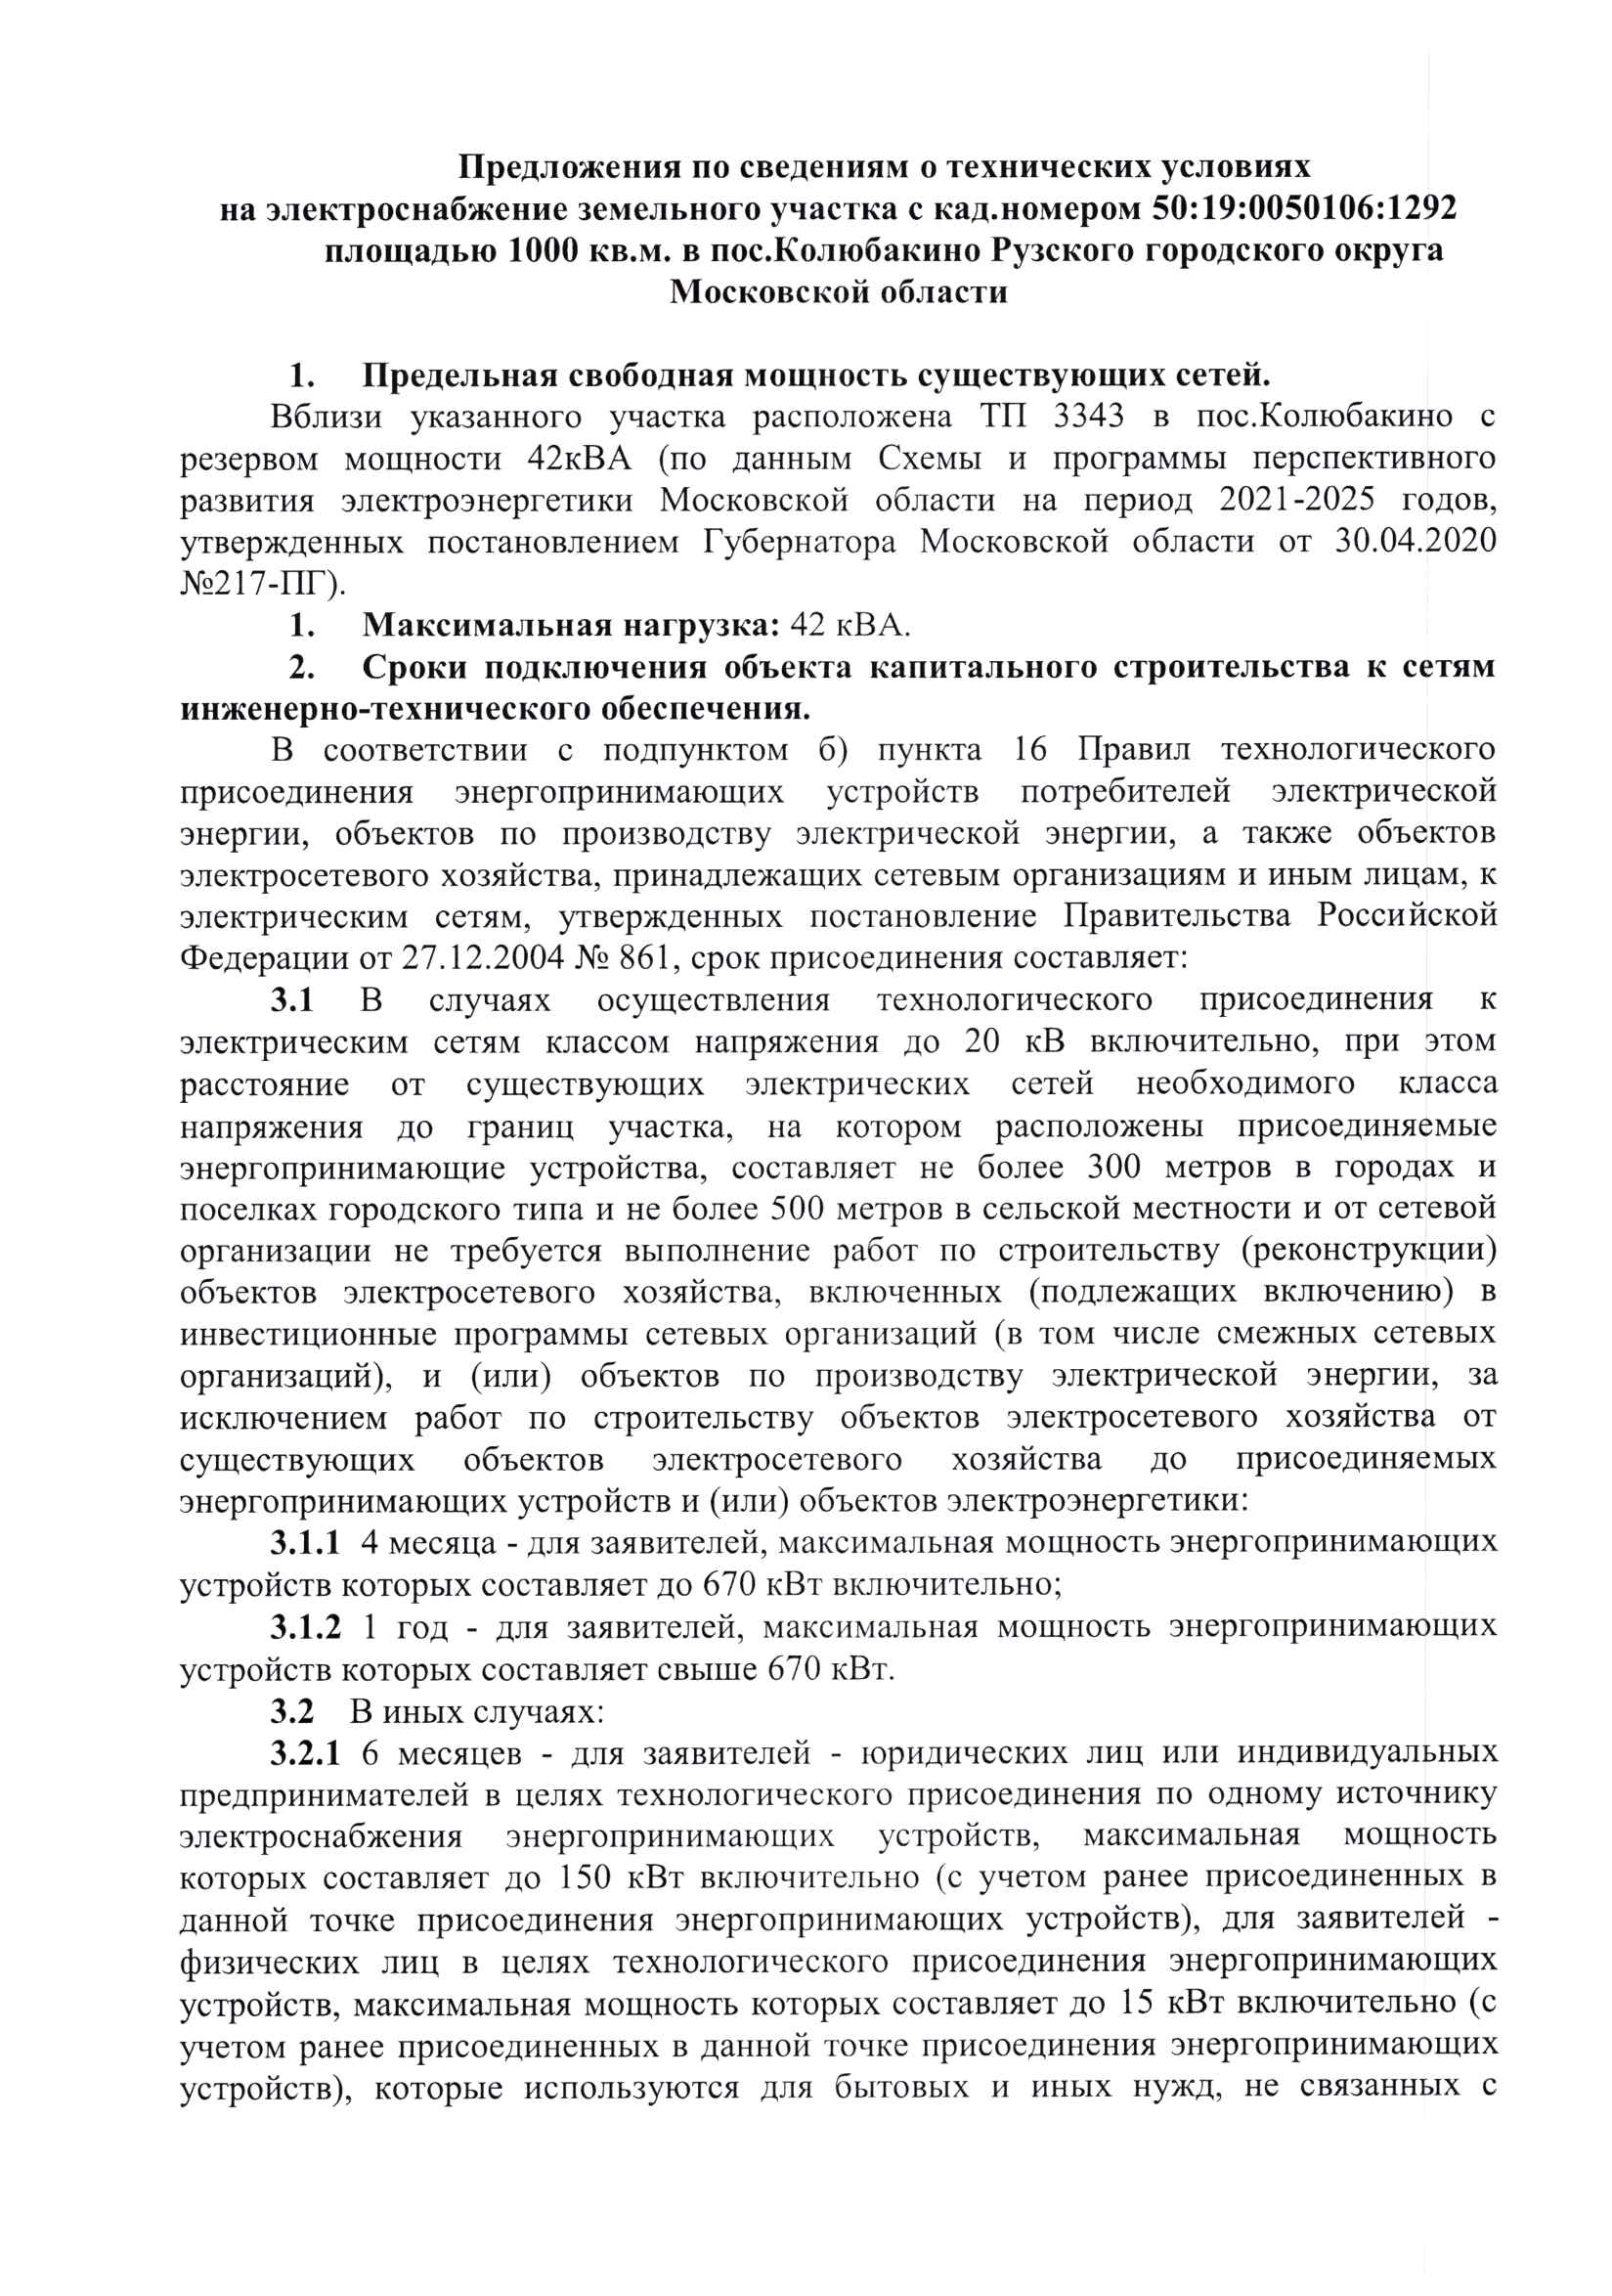 Предложения по сведениям о технических условиях
на электроснабжение земельного участка с кад.номером 50:19:0050106:1292
площадью 1000 кв.м. в пос.Колюбакино Рузского городского округа
Московской области
1. Предельная свободная мощность существующих сетей.
Вблизи указанного участка расположена ТП 3343 в пос.Колюбакино с
резервом мощности 42кВА (по данным Схемы и программы перспективного
развития электроэнергетики Московской области на период 2021-2025 годов,
утвержденных постановлением Губернатора Московской области от 30.04.2020
№217-ПГ).
1. Максимальная нагрузка: 42 кВА.
2. Сроки подключения объекта капитального строительства к сетям
инженерно-технического обеспечения.
В соответствии с подпунктом б) пункта 16 Правил технологического
присоединения энергопринимающих устройств потребителей электрической
энергии, объектов по производству электрической энергии, а также объектов
электросетевого хозяйства, принадлежащих сетевым организациям и иным лицам, к
электрическим сетям, утвержденных постановление Правительства Российской
Федерации от 27.12.2004 № 861, срок присоединения составляет:
3.1 В случаях осуществления технологического присоединения к
электрическим сетям классом напряжения до 20 кВ включительно, при этом
расстояние от существующих электрических сетей необходимого класса
напряжения до границ участка, на котором расположены присоединяемые
энергопринимающие устройства, составляет не более 300 метров в городах и
поселках городского типа и не более 500 метров в сельской местности и от сетевой
организации не требуется выполнение работ по строительству (реконструкции)
объектов электросетевого хозяйства, включенных (подлежащих включению) в
инвестиционные программы сетевых организаций (в том числе смежных сетевых
организаций), и (или) объектов по производству электрической энергии, за
исключением работ по строительству объектов электросетевого хозяйства от
существующих объектов электросетевого хозяйства до присоединяемых
энергопринимающих устройств и (или) объектов электроэнергетики:
3.1.1 4 месяца - для заявителей, максимальная мощность энергопринимающих
устройств которых составляет до 670 кВт включительно;
3.1.2 1 год - для заявителей, максимальная мощность энергопринимающих
устройств которых составляет свыше 670 кВт.
3.2 В иных случаях:
3.2.1 6 месяцев - для заявителей - юридических лиц или индивидуальных
предпринимателей в целях технологического присоединения по одному источнику
электроснабжения энергопринимающих устройств, максимальная мощность
которых составляет до 150 кВт включительно (с учетом ранее присоединенных в
данной точке присоединения энергопринимающих устройств), для заявителей -
физических лиц в целях технологического присоединения энергопринимающих
устройств, максимальная мощность которых составляет до 15 кВт включительно (с
учетом ранее присоединенных в данной точке присоединения энергопринимающих
устройств), которые используются для бытовых и иных нужд, не связанных с